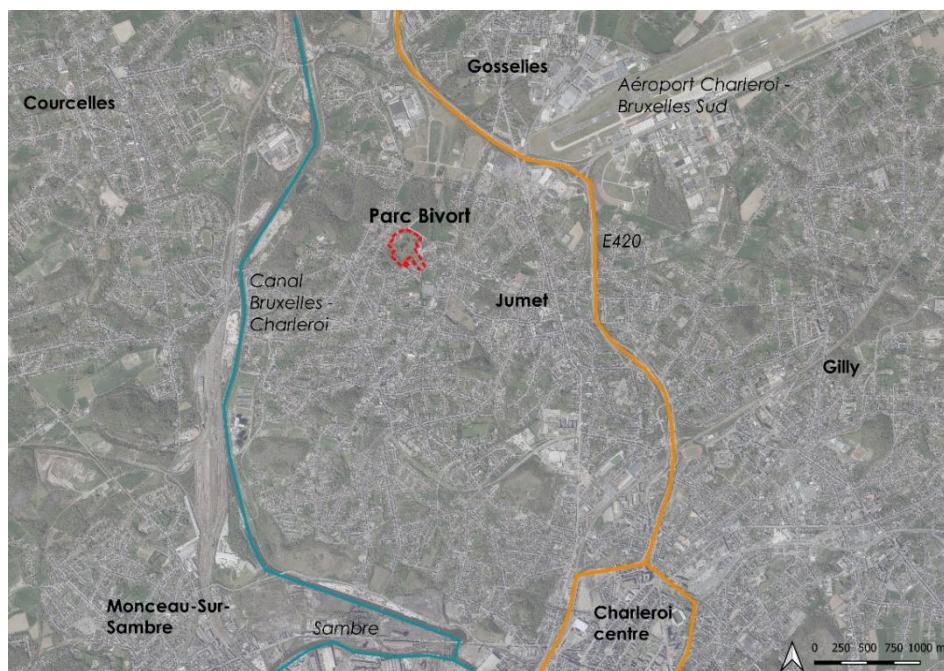 Gosselies
Courcelles
Aéroport Charleroi -
Bruxelles Sud
Parc Bivort
E420
Canal
Bruxelles -
Charleroi
Jumet
Gilly
Monceau-Sur-
Sambre
Sambre
Charleroi
centre
0 250 500 750 1000 m